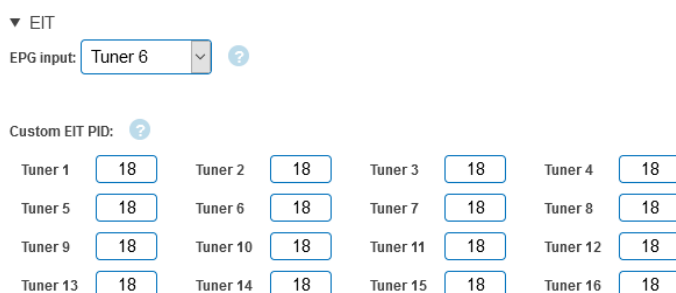 ▼ EIT
EPG input: Tuner 6 ?
Custom EIT PID: ?
Tuner 1 18 Tuner 2 18 Tuner 3 18 Tuner 4 18
Tuner 5 18 Tuner 6 18 Tuner 7 18 Tuner 8 18
Tuner 9 18 Tuner 10 18 Tuner 11 18 Tuner 12 18
Tuner 13 18 Tuner 14 18 Tuner 15 18 Tuner 16 18